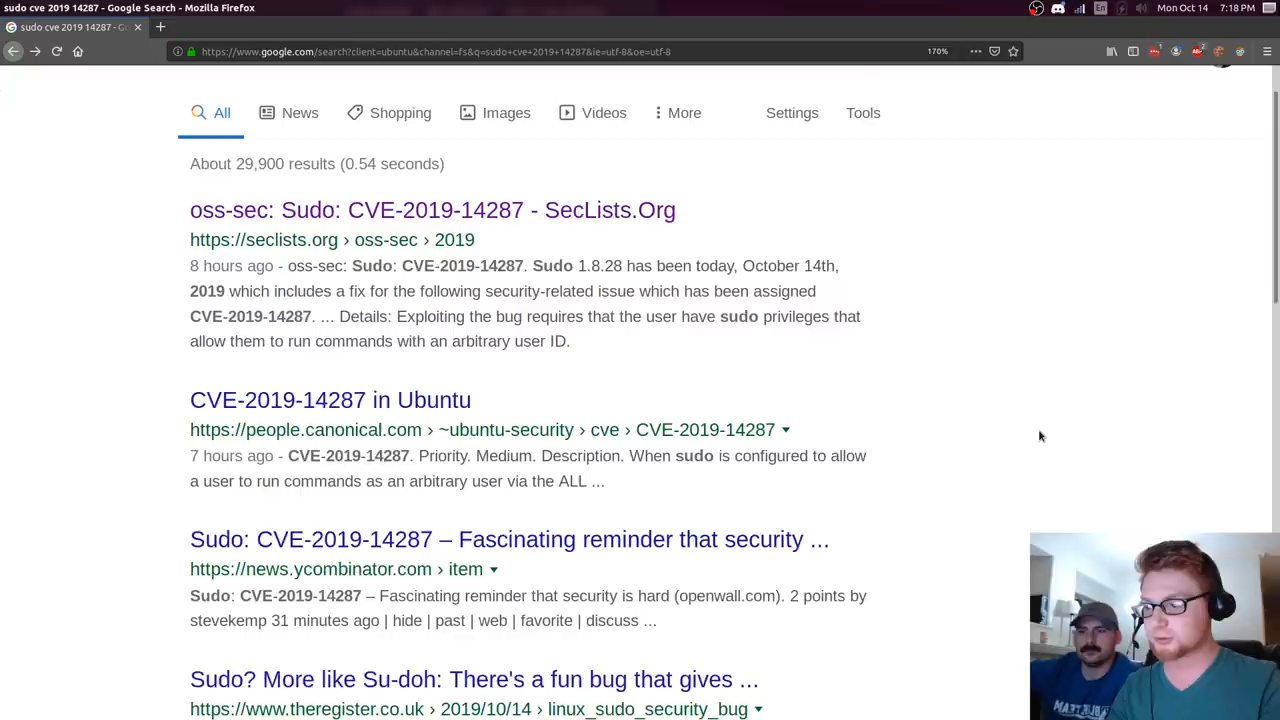 sudo cve 2019 14287 - Google Search - Mozilla Firefox
En
Mon Oct 14
7:18 PM
sudo cve 2019 14287 - Go
https://www.google.com/search?client=ubuntu&channel=fs&q=sudo+cve+2019+14287&ie=utf-8&oe=utf-8
170%
All
News
Shopping
Images
Videos
More
Settings
Tools
About 29,900 results (0.54 seconds)
oss-sec: Sudo: CVE-2019-14287 - SecLists.Org
https://seclists.org › oss-sec › 2019
8 hours ago - oss-sec: Sudo: CVE-2019-14287. Sudo 1.8.28 has been today, October 14th,
2019 which includes a fix for the following security-related issue which has been assigned
CVE-2019-14287. ... Details: Exploiting the bug requires that the user have sudo privileges that
allow them to run commands with an arbitrary user ID.
CVE-2019-14287 in Ubuntu
https://people.canonical.com › ~ubuntu-security › cve › CVE-2019-14287
7 hours ago - CVE-2019-14287. Priority. Medium. Description. When sudo is configured to allow
a user to run commands as an arbitrary user via the ALL ...
Sudo: CVE-2019-14287 – Fascinating reminder that security ...
https://news.ycombinator.com › item
Sudo: CVE-2019-14287 – Fascinating reminder that security is hard (openwall.com). 2 points by
stevekemp 31 minutes ago | hide | past | web | favorite | discuss ...
Sudo? More like Su-doh: There's a fun bug that gives ...
https://www.theregister.co.uk › 2019/10/14 › linux_sudo_security_bug